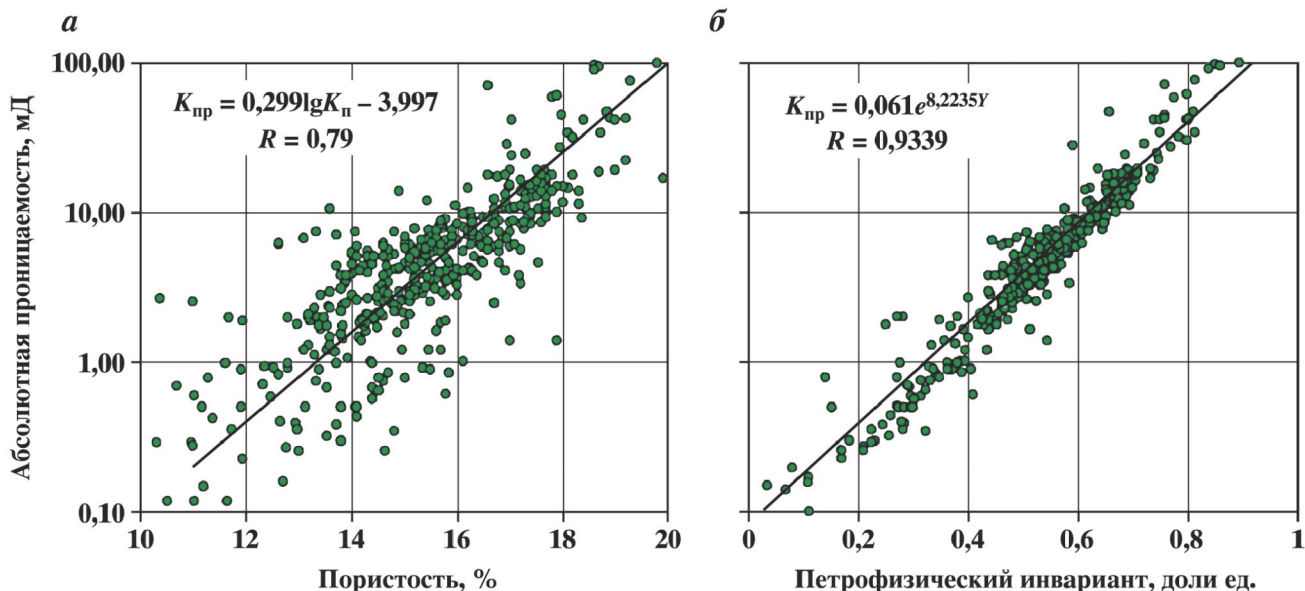 а
Абсолютная проницаемость, мД
100,00
10,00
1,00
0,10
Kпр = 0,299lgKп – 3,997
R = 0,79
10 12 14 16 18 20
Пористость, %
б
Kпр = 0,061e^8,2235Y
R = 0,9339
0 0,2 0,4 0,6 0,8 1
Петрофизический инвариант, доли ед.